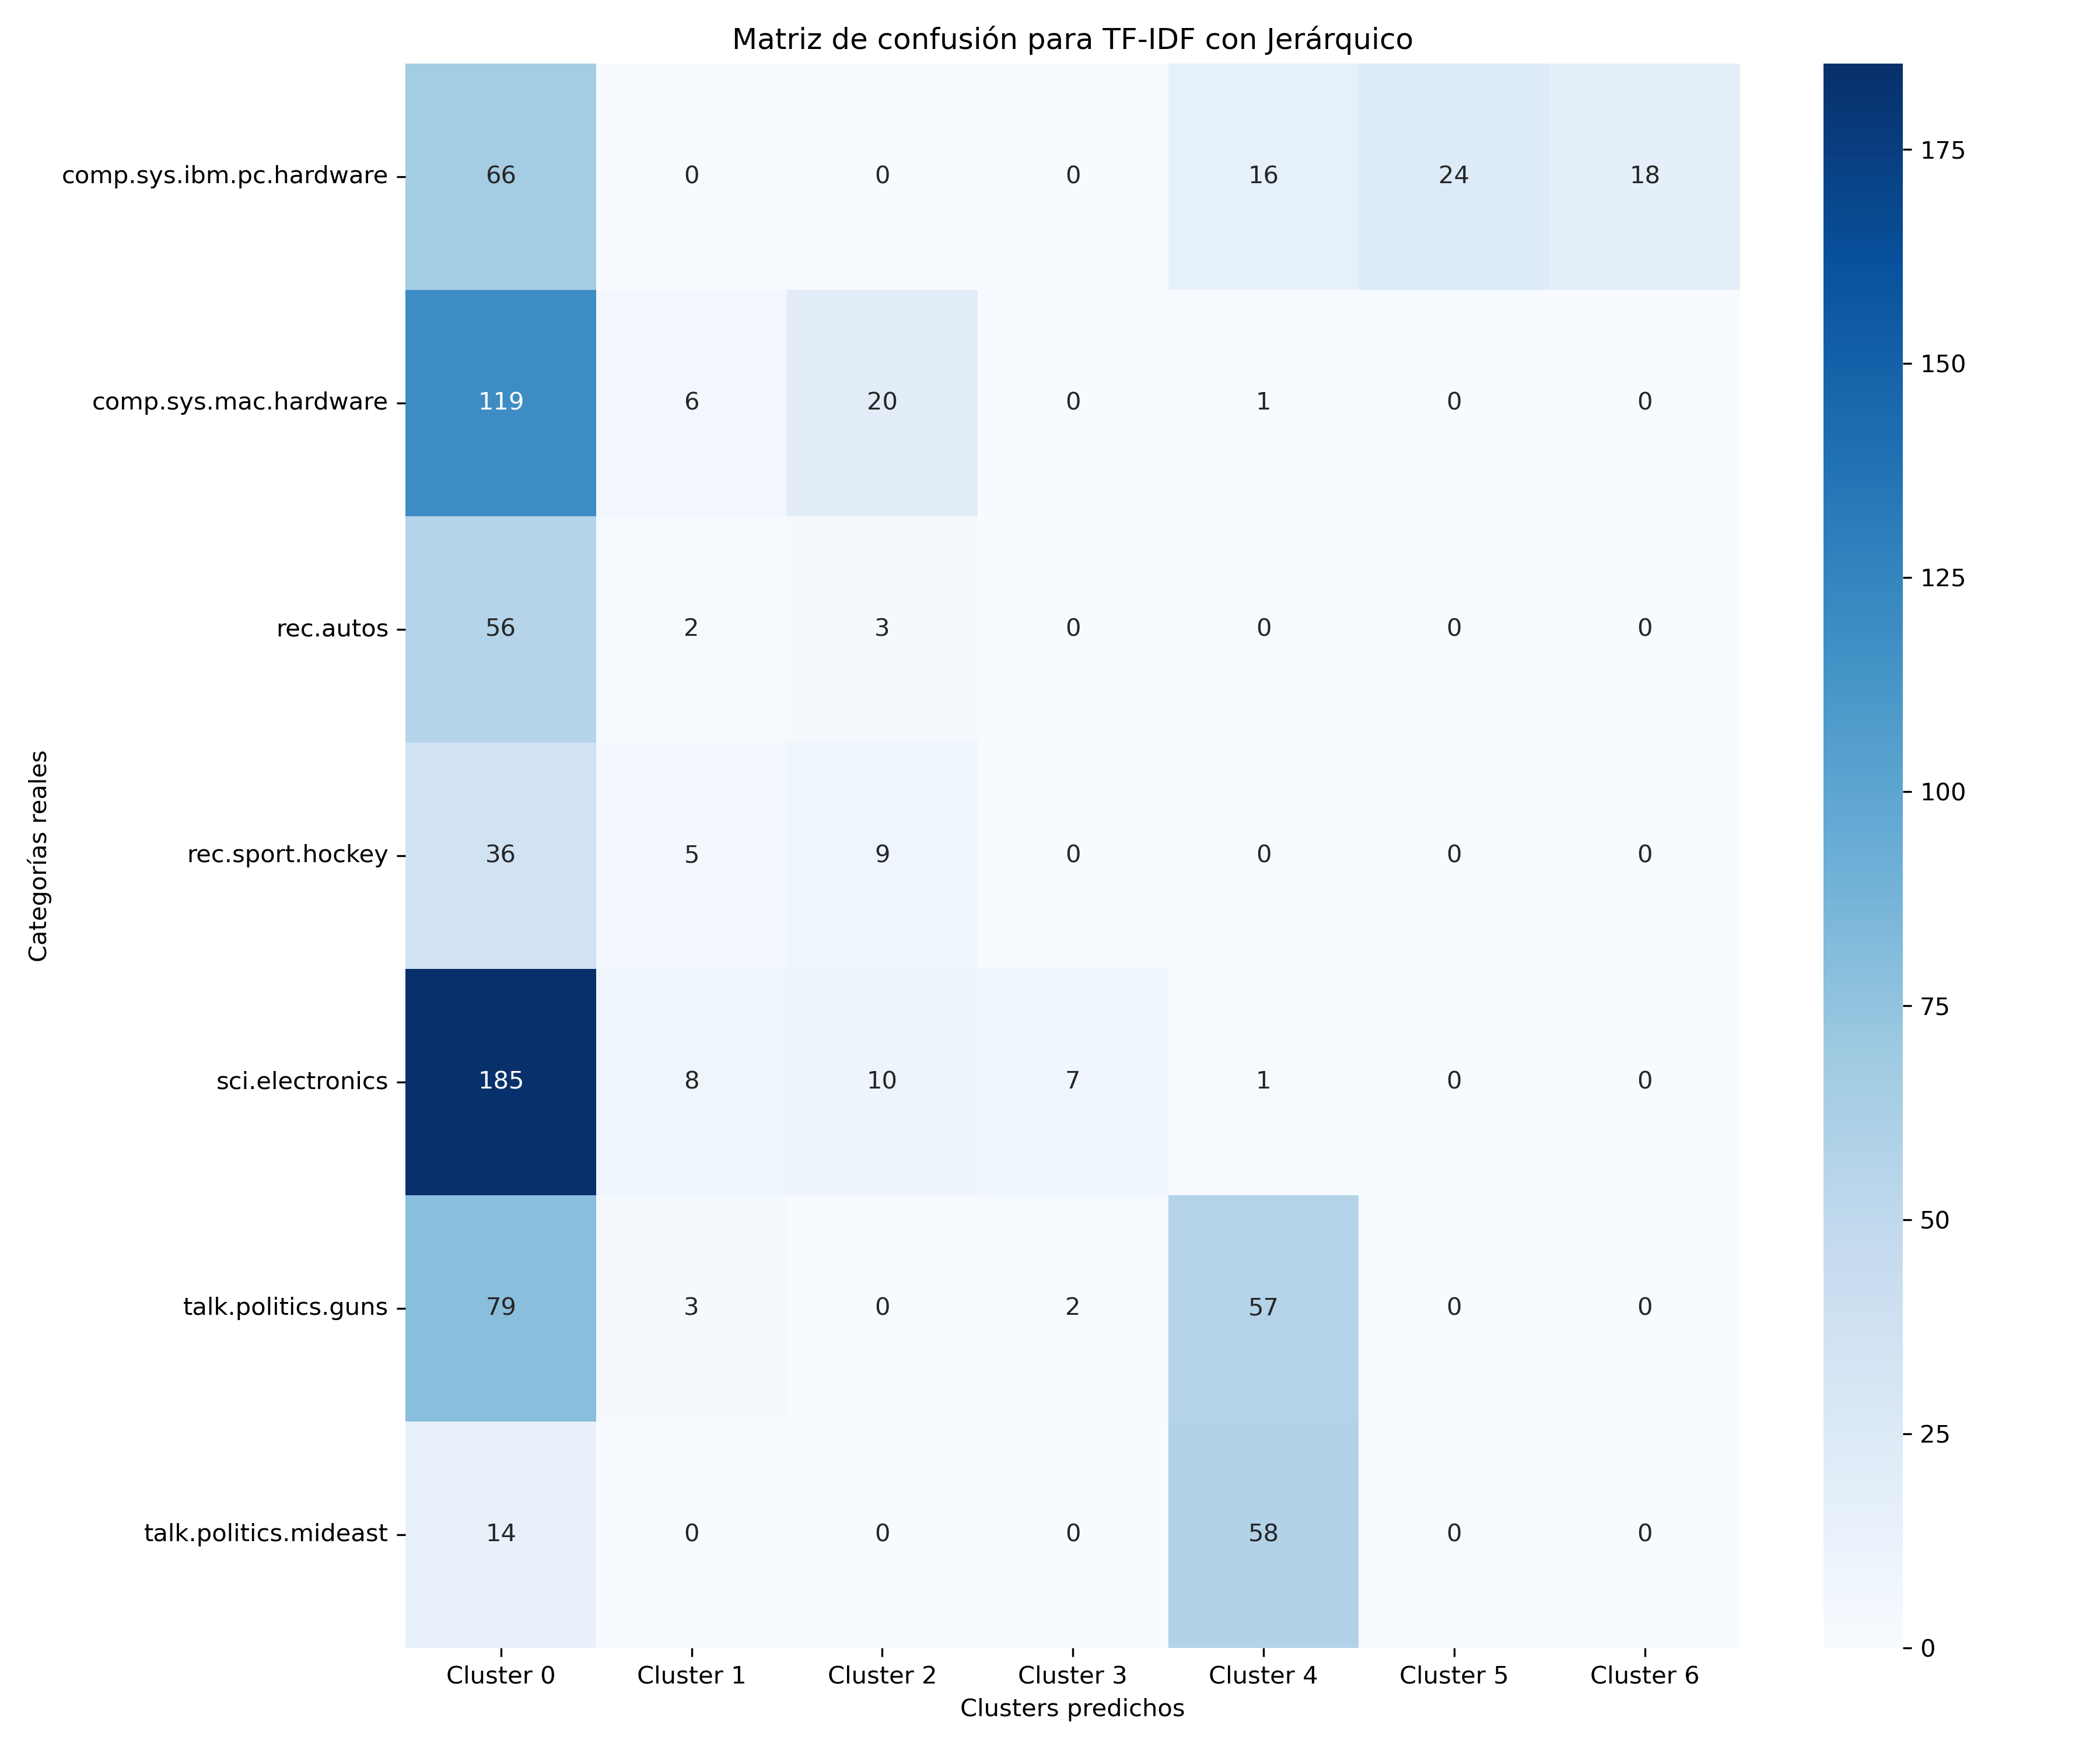 Matriz de confusión para TF-IDF con Jerárquico
Categorías reales
comp.sys.ibm.pc.hardware 66 0 0 0 16 24 18
comp.sys.mac.hardware 119 6 20 0 1 0 0
rec.autos 56 2 3 0 0 0 0
rec.sport.hockey 36 5 9 0 0 0 0
sci.electronics 185 8 10 7 1 0 0
talk.politics.guns 79 3 0 2 57 0 0
talk.politics.mideast 14 0 0 0 58 0 0
Cluster 0 Cluster 1 Cluster 2 Cluster 3 Cluster 4 Cluster 5 Cluster 6
Clusters predichos
175
150
125
100
75
50
25
0